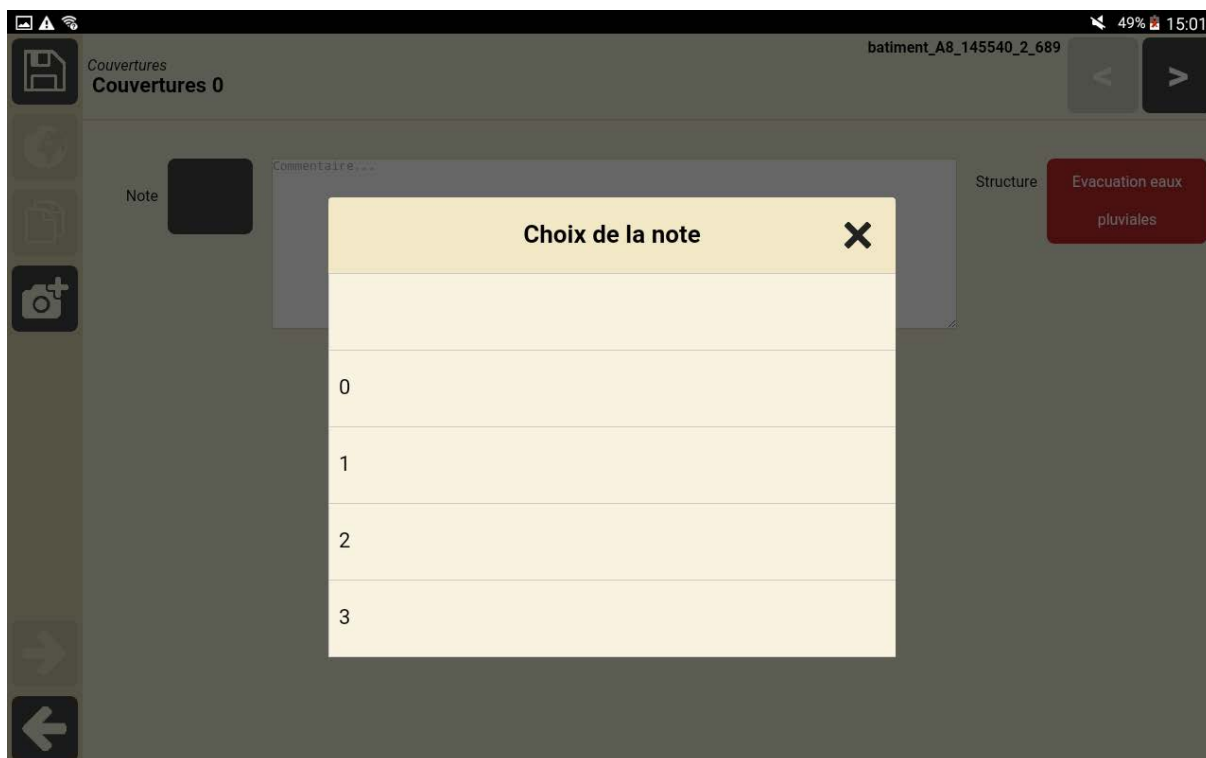 49% 15:01
Couvertures
Couvertures 0
batiment_A8_145540_2_689
<
>
Note
Commentaire...
Structure
Evacuation eaux
pluviales
Choix de la note
0
1
2
3